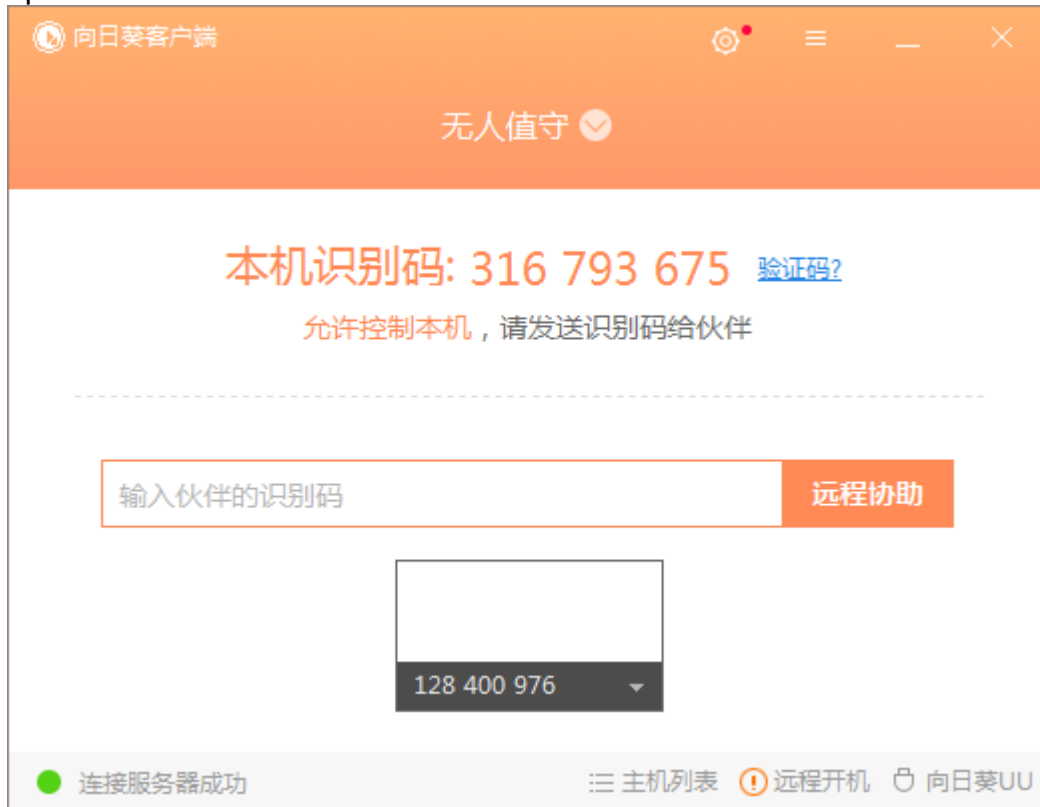 向日葵客户端
无人值守
本机识别码: 316 793 675 验证码?
允许控制本机，请发送识别码给伙伴
输入伙伴的识别码 远程协助
128 400 976
连接服务器成功 主机列表 远程开机 向日葵UU